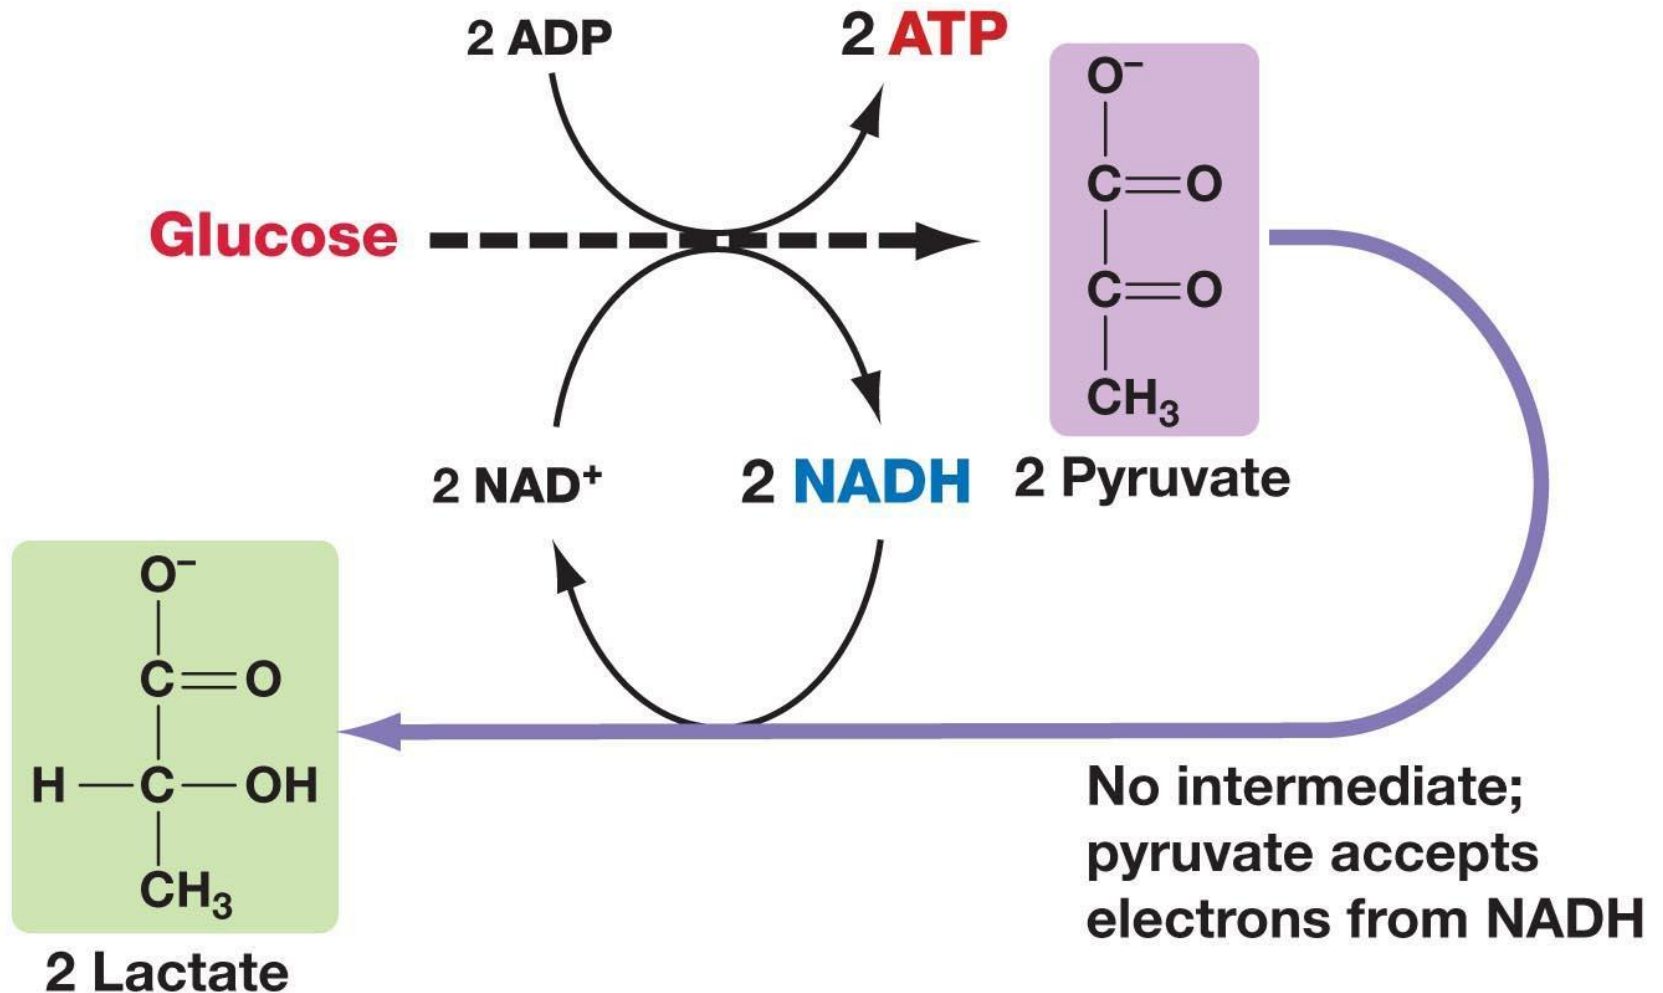 2 ADP
2 ATP
Glucose
O⁻
C=O
C=O
CH₃
2 NAD⁺
2 NADH
2 Pyruvate
O⁻
C=O
H—C—OH
CH₃
2 Lactate
No intermediate;
pyruvate accepts
electrons from NADH